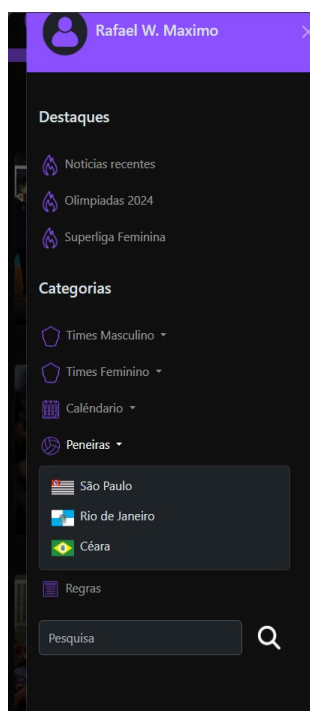 Rafael W. Maximo
Destaques
Noticias recentes
Olimpiadas 2024
Superliga Feminina
Categorias
Times Masculino
Times Feminino
Caléndario
Peneiras
São Paulo
Rio de Janeiro
Céara
Regras
Pesquisa